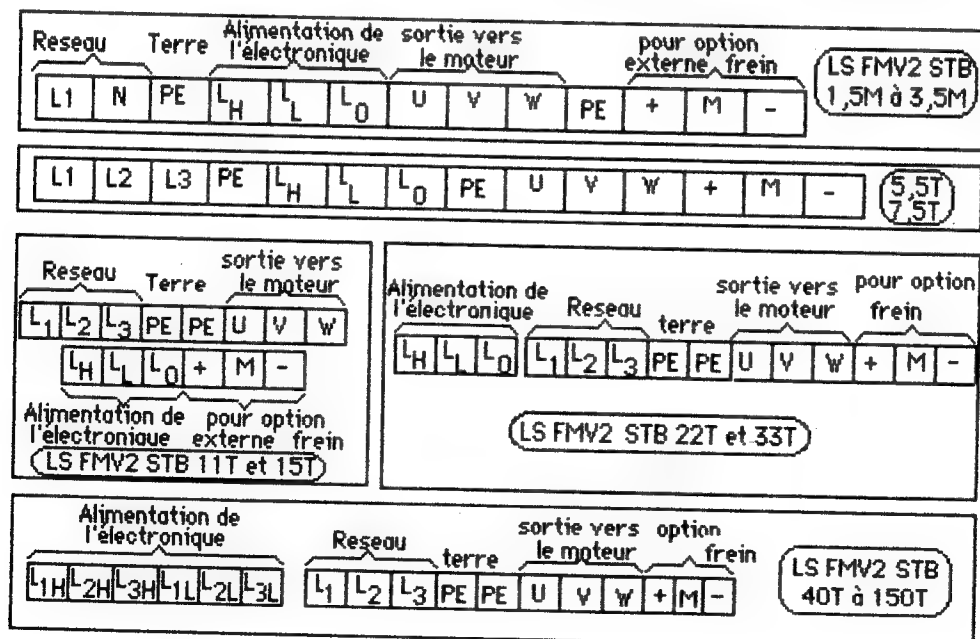 Reseau Terre Alimentation de l'électronique sortie vers le moteur pour option externe frein
L1 N PE LH LL LO U V W PE + M -
LS FMV2 STB
1,5M à 3,5M
L1 L2 L3 PE LH LL LO PE U V W + M -
5,5T
7,5T
Reseau Terre sortie vers le moteur
L1 L2 L3 PE PE U V W
LH LL LO + M -
Alimentation de l'électronique pour option externe frein
LS FMV2 STB 11T et 15T
Alimentation de l'électronique Reseau terre sortie vers le moteur pour option frein
LH LL LO L1 L2 L3 PE PE U V W + M -
LS FMV2 STB 22T et 33T
Alimentation de l'électronique Reseau terre sortie vers le moteur option frein
L1H L2H L3H L1L L2L L3L L1 L2 L3 PE PE U V W + M -
LS FMV2 STB
40T à 150T